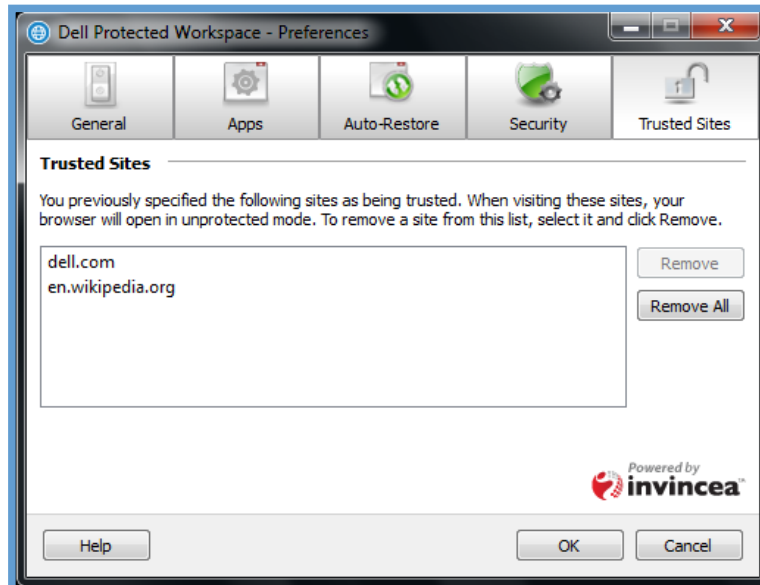 Dell Protected Workspace - Preferences
General
Apps
Auto-Restore
Security
Trusted Sites
Trusted Sites
You previously specified the following sites as being trusted. When visiting these sites, your
browser will open in unprotected mode. To remove a site from this list, select it and click Remove.
dell.com
en.wikipedia.org
Remove
Remove All
Powered by
invincea™
Help
OK
Cancel